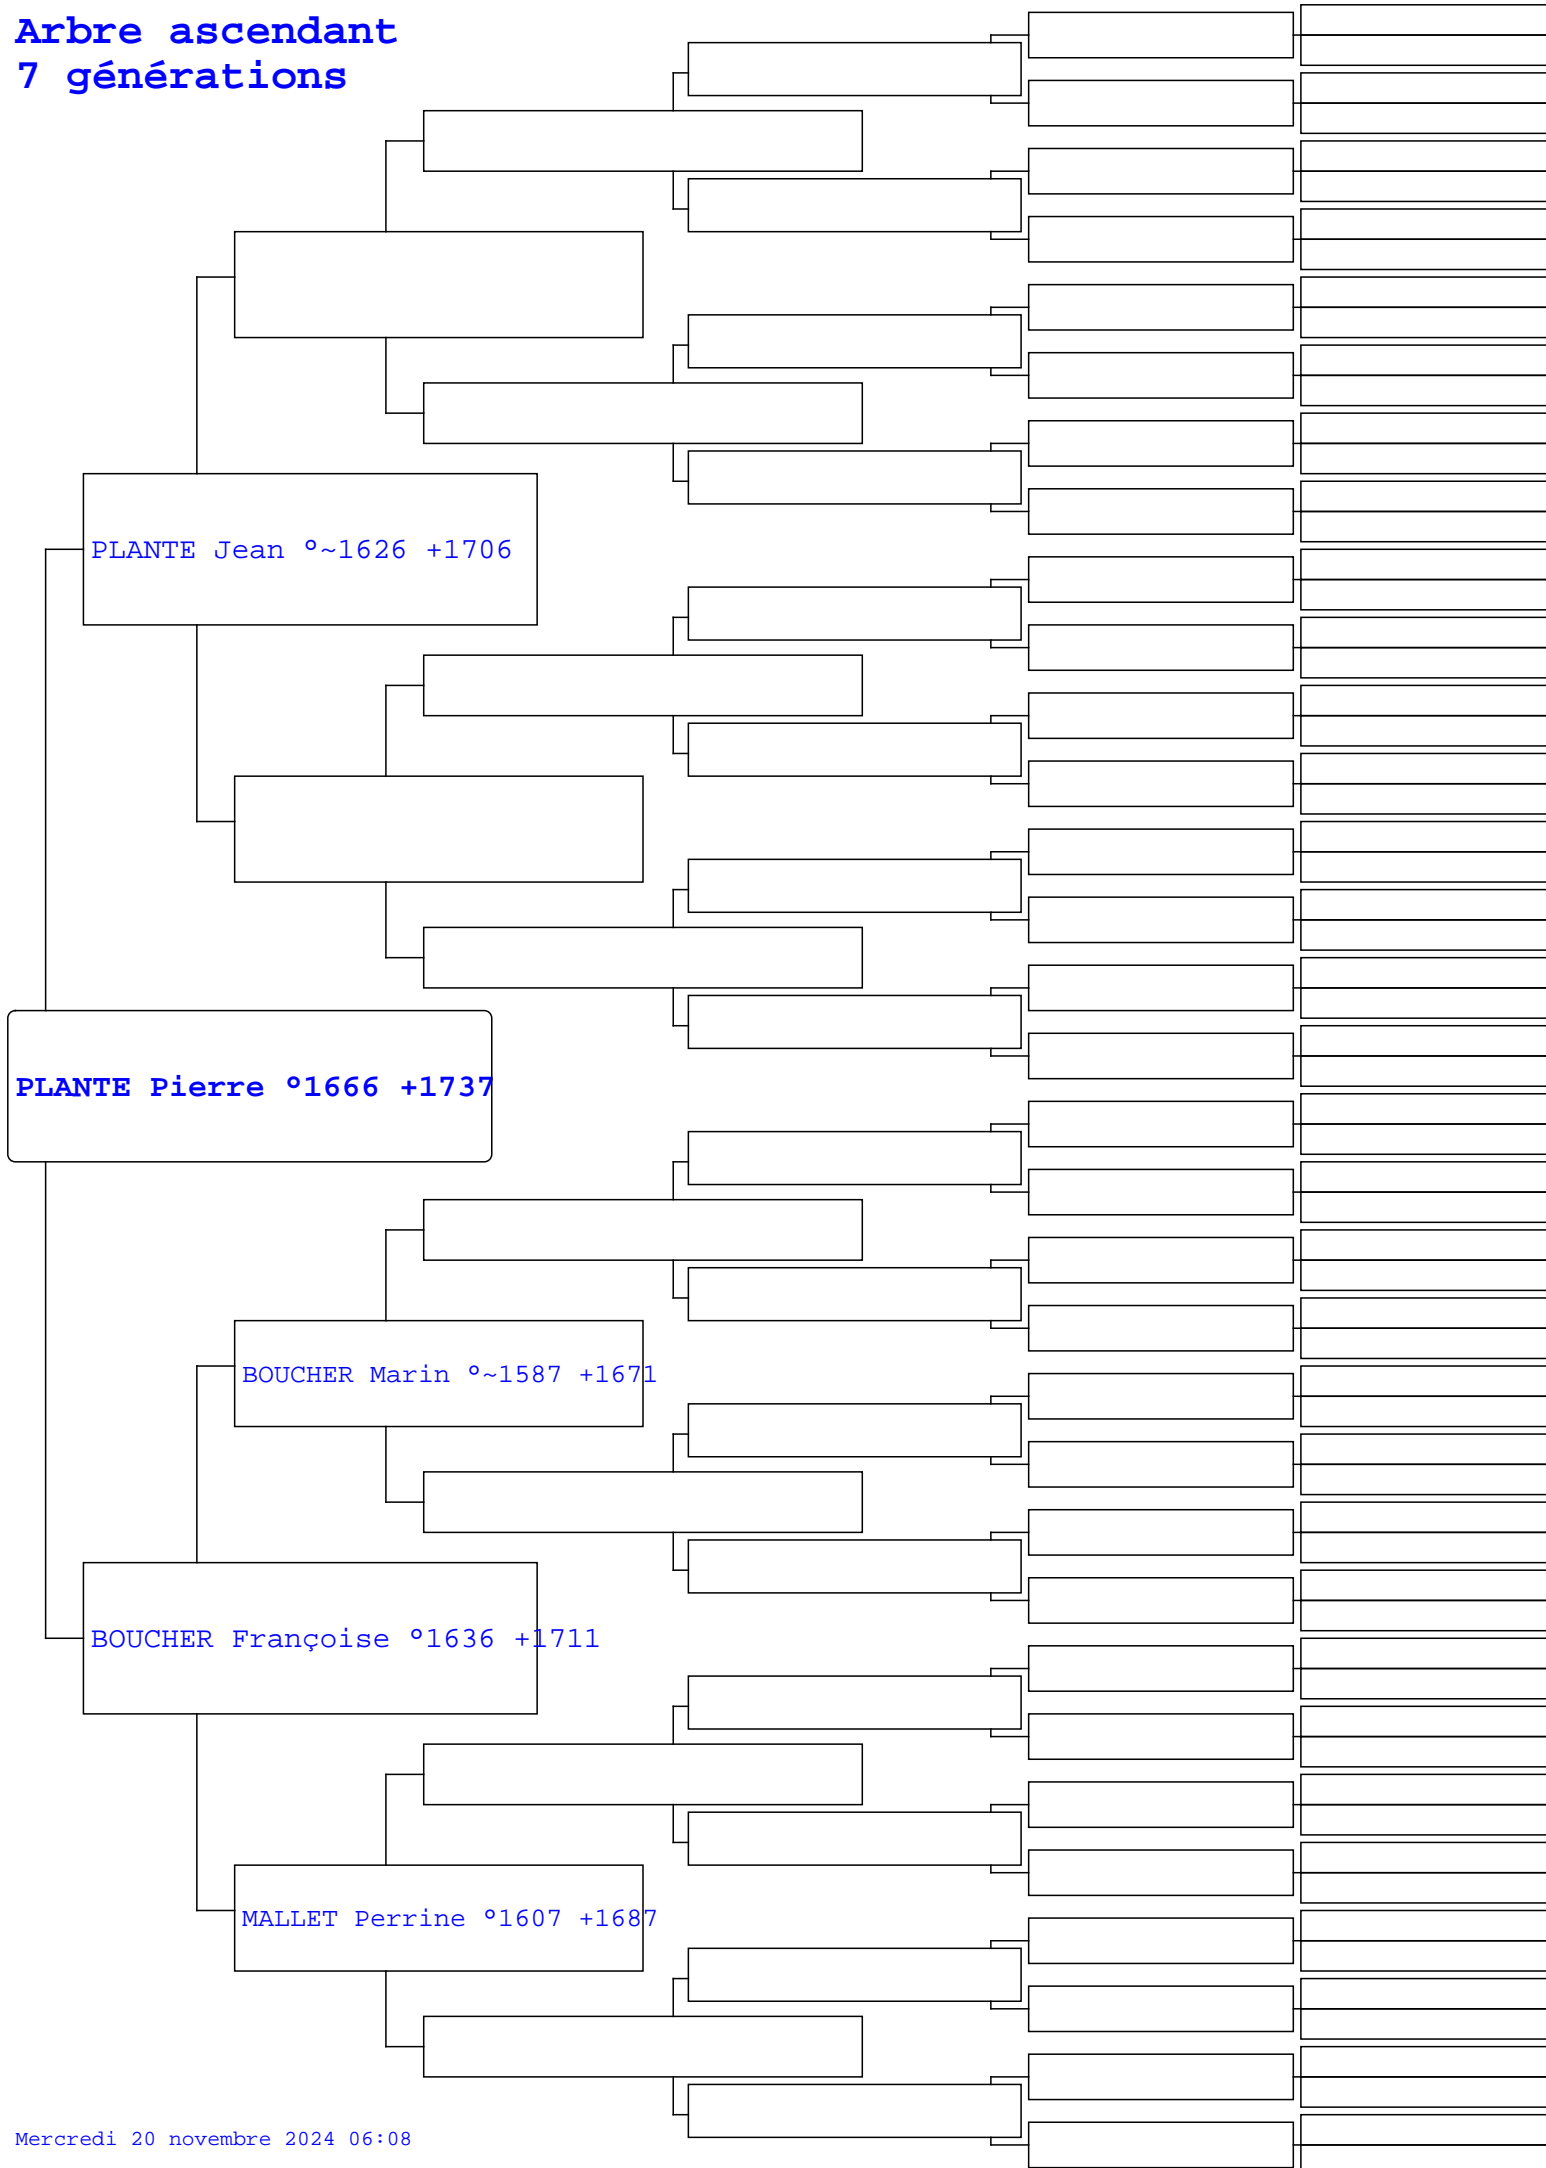 Arbre ascendant
7 générations
PLANTE Jean °~1626 +1706
PLANTE Pierre °1666 +1737
BOUCHER Marin °~1587 +1671
BOUCHER Françoise °1636 +1711
MALLET Perrine °1607 +1687
Mercredi 20 novembre 2024 06:08